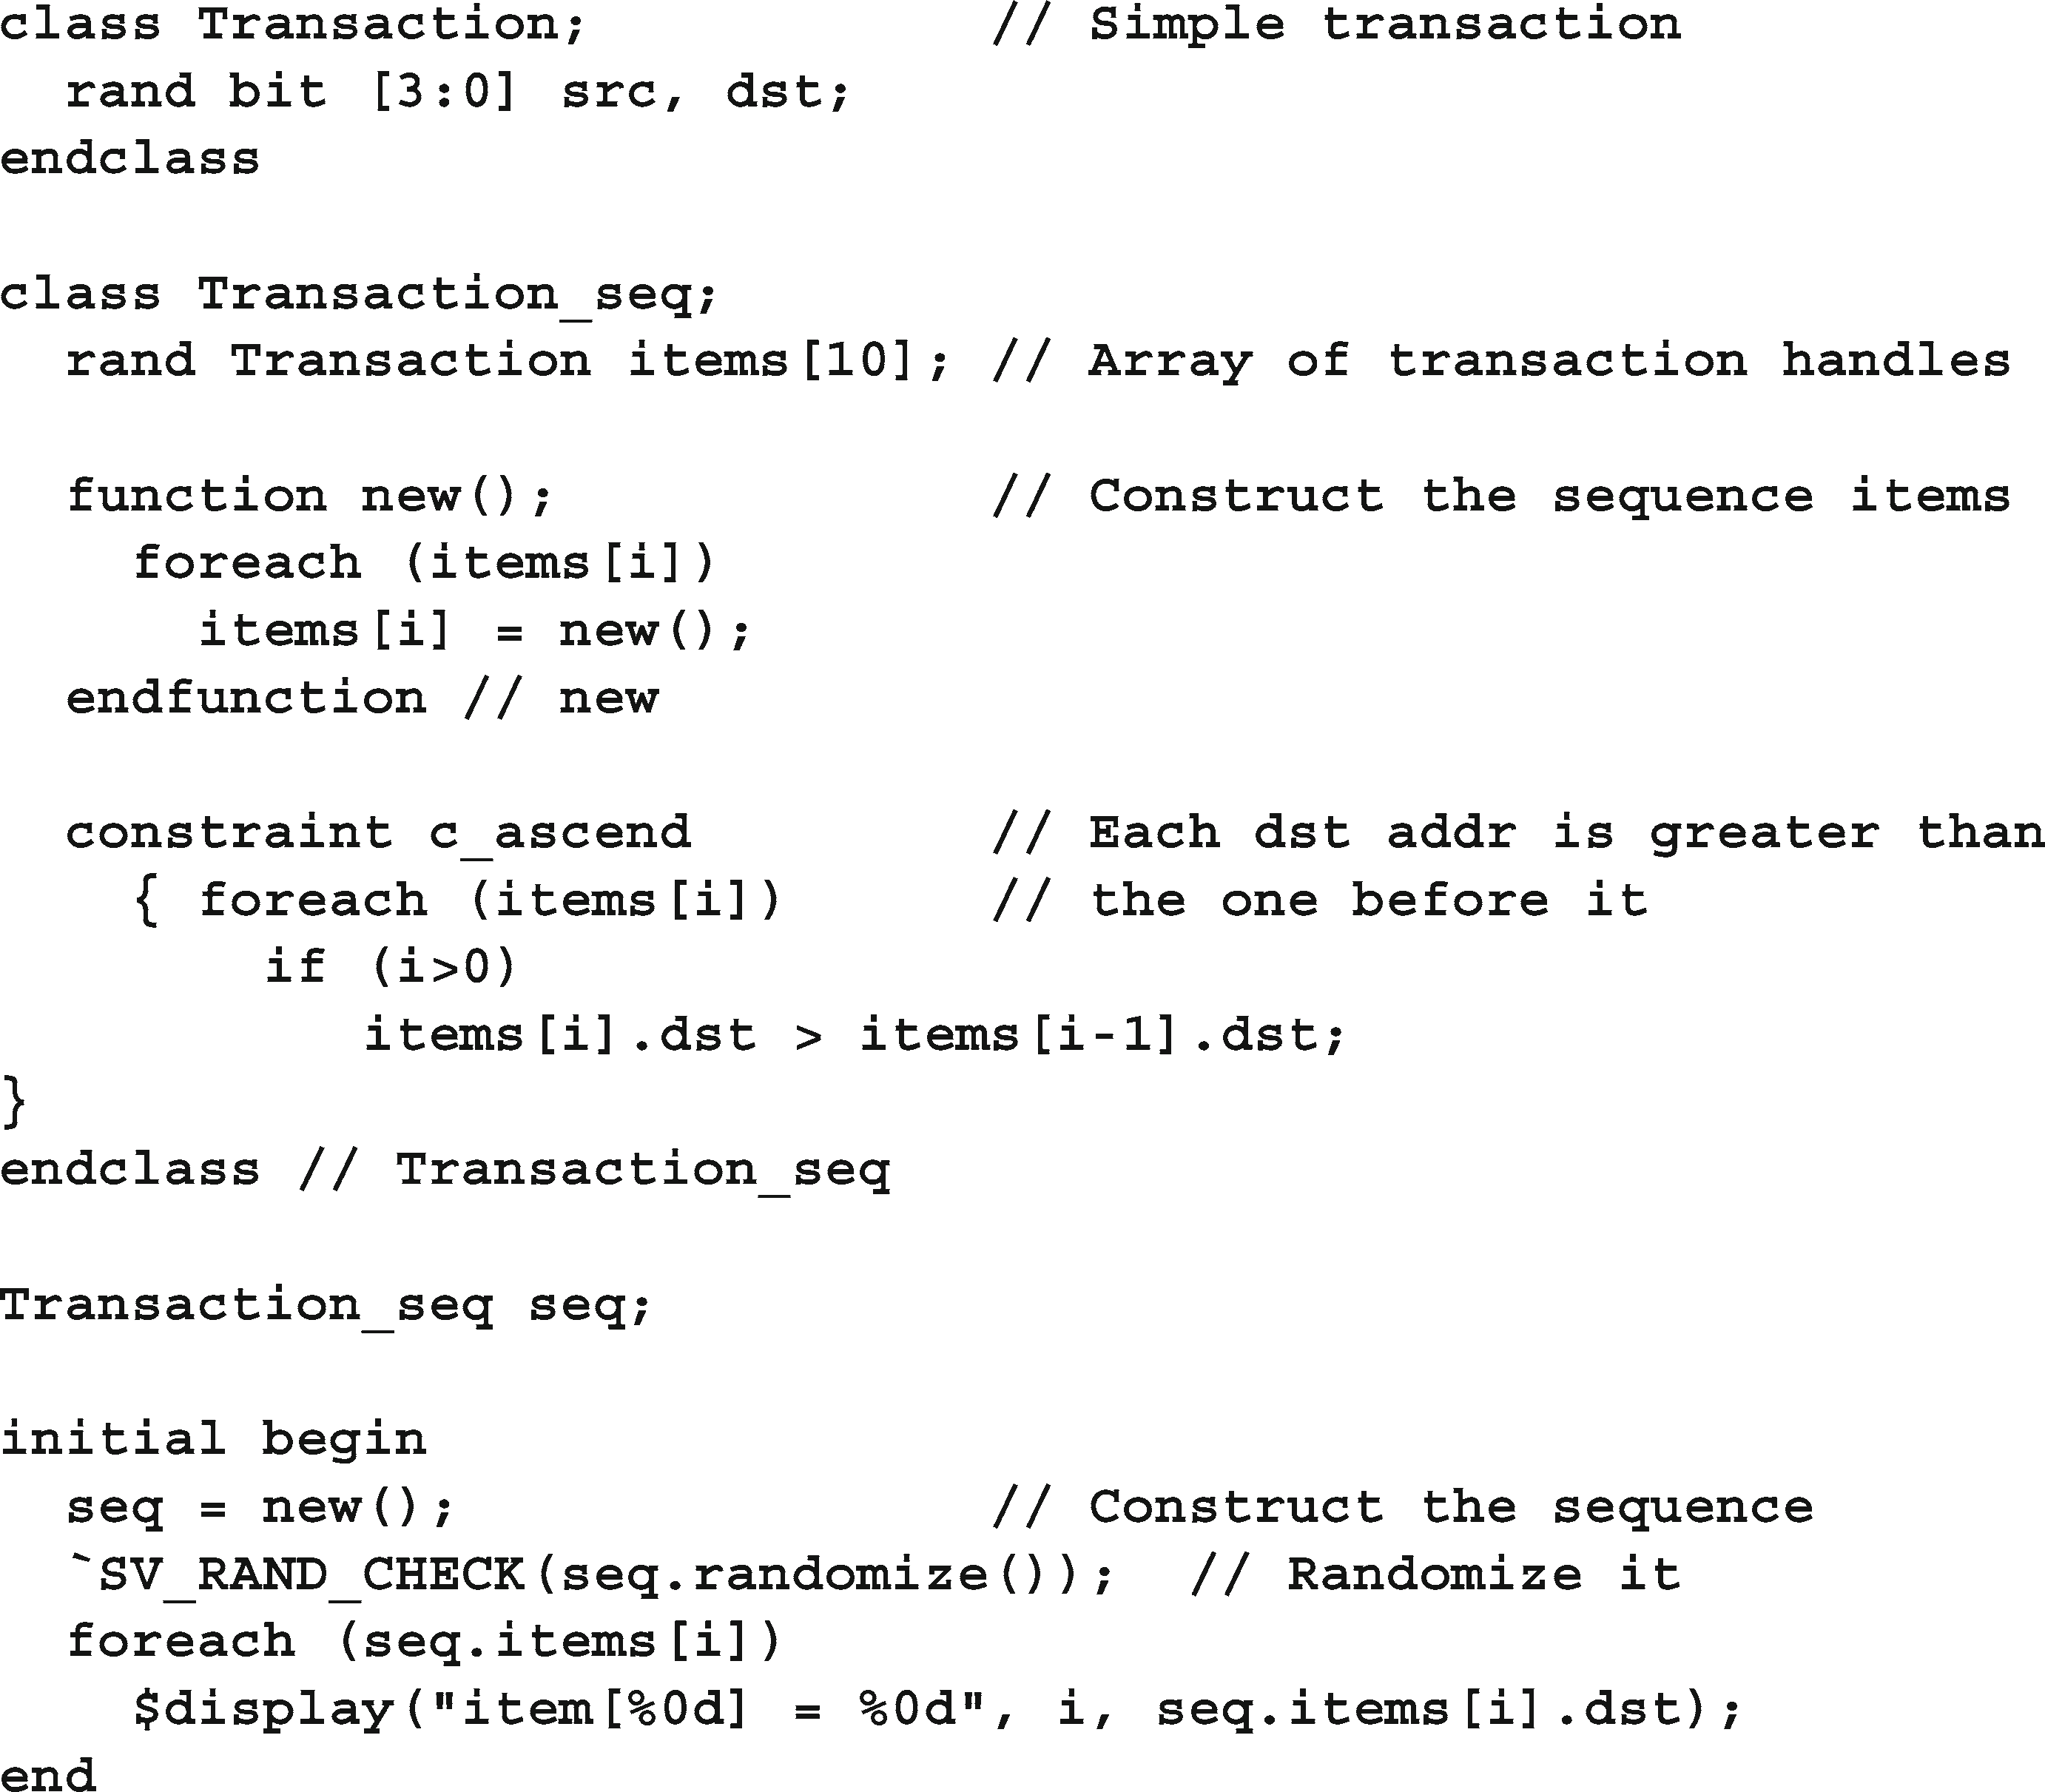 class Transaction;             // Simple transaction
  rand bit [3:0] src, dst;
endclass

class Transaction_seq;
  rand Transaction items[10]; // Array of transaction handles

  function new();             // Construct the sequence items
    foreach (items[i])
      items[i] = new();
  endfunction // new

  constraint c_ascend         // Each dst addr is greater than
    { foreach (items[i])      // the one before it
        if (i>0)
           items[i].dst > items[i-1].dst;
}
endclass // Transaction_seq

Transaction_seq seq;

initial begin
  seq = new();                // Construct the sequence
  `SV_RAND_CHECK(seq.randomize());  // Randomize it
  foreach (seq.items[i])
    $display("item[%0d] = %0d", i, seq.items[i].dst);
end